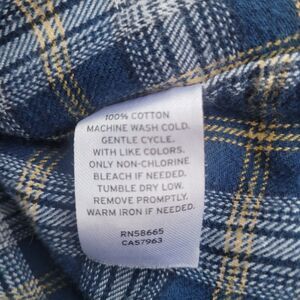 100% COTTON
MACHINE WASH COLD.
GENTLE CYCLE.
WITH LIKE COLORS.
ONLY NON-CHLORINE
BLEACH IF NEEDED.
TUMBLE DRY LOW.
REMOVE PROMPTLY.
WARM IRON IF NEEDED.
RN58665
CA57963